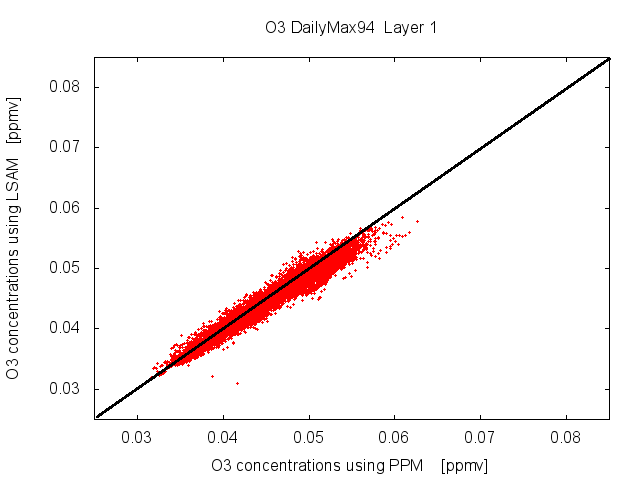 O3 DailyMax94  Layer 1
0.08
0.07
0.06
0.05
0.04
0.03
O3 concentrations using LSAM   [ppmv]
0.03 0.04 0.05 0.06 0.07 0.08
O3 concentrations using PPM    [ppmv]